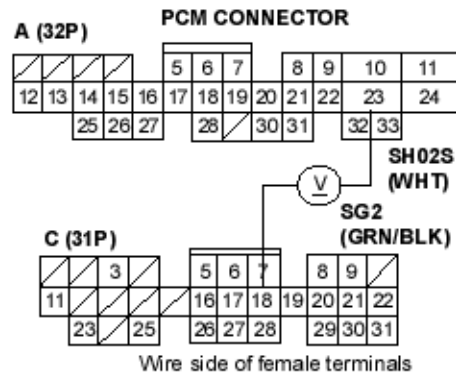 PCM CONNECTOR
A (32P)
5 6 7 8 9 10 11
12 13 14 15 16 17 18 19 20 21 22 23 24
25 26 27 28 30 31 32 33
SH02S
(WHT)
V
SG2
(GRN/BLK)
C (31P)
3 5 6 7 8 9
11 16 17 18 19 20 21 22
23 25 26 27 28 29 30 31
Wire side of female terminals